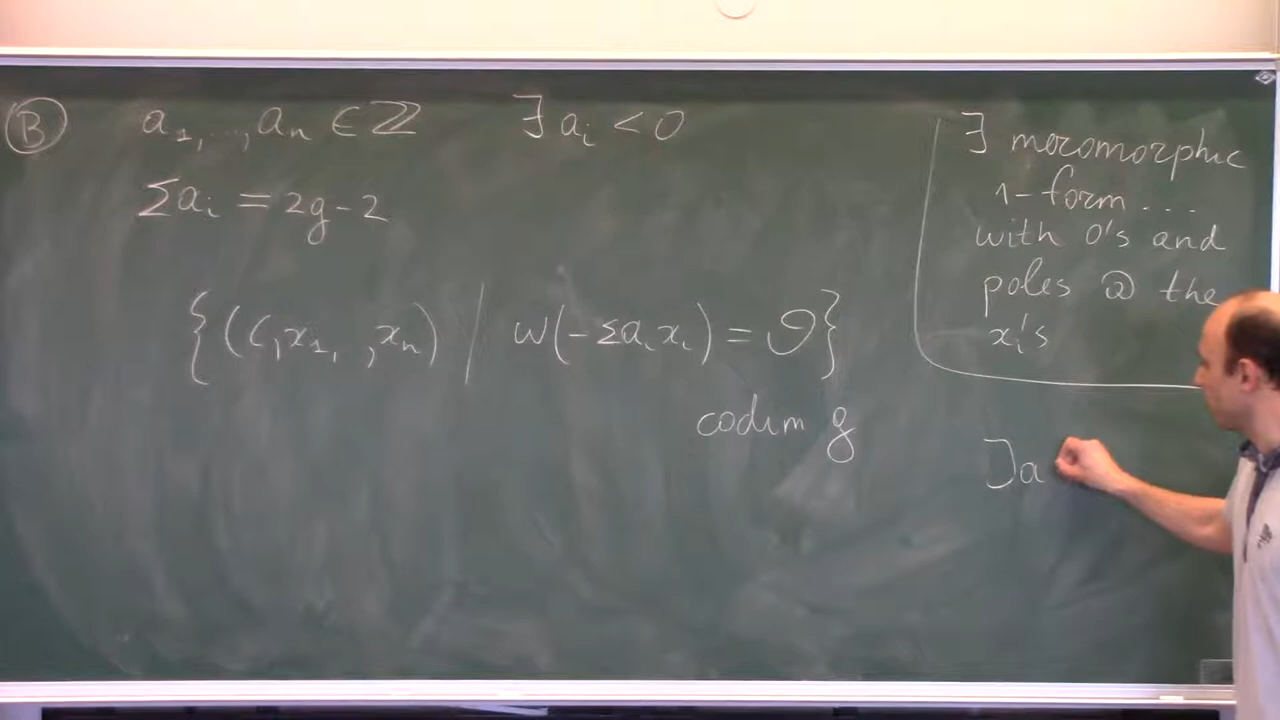 Ⓑ a₁,..,aₙ ∈ ℤ ∃ aᵢ < 0
Σaᵢ = 2g-2
{(C, x₁, , xₙ) | ω(-Σaᵢxᵢ) = 𝒪}
codim g
∃ meromorphic
1-form ...
with 0's and
poles @ the
xᵢ's
Ja